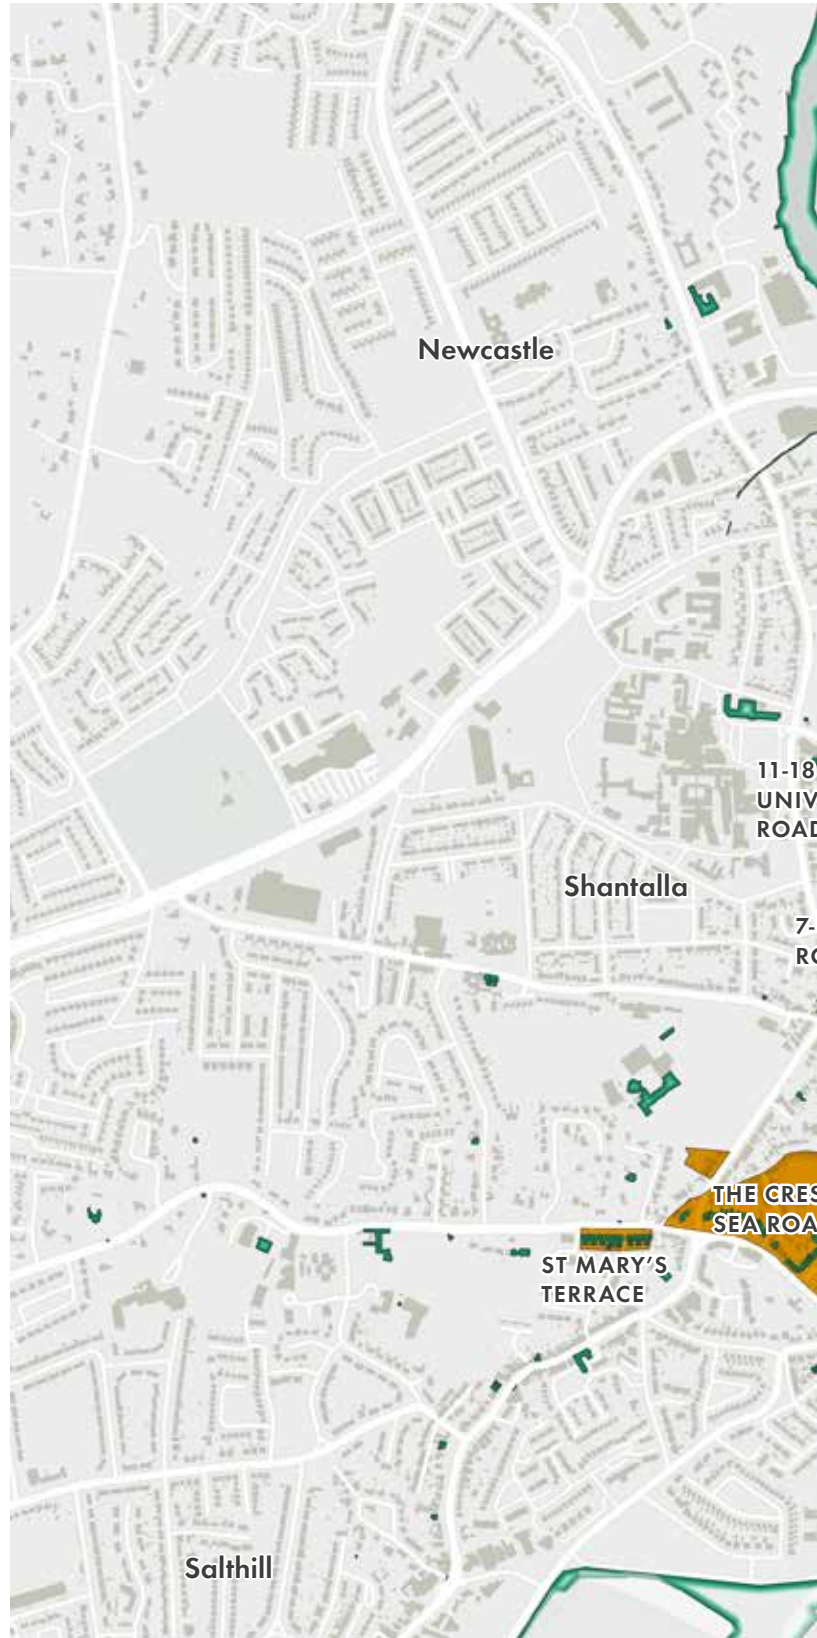 Newcastle
11-18
UNIV
ROAD
Shantalla
7-
RO
THE CRES
SEA ROA
ST MARY'S
TERRACE
Salthill